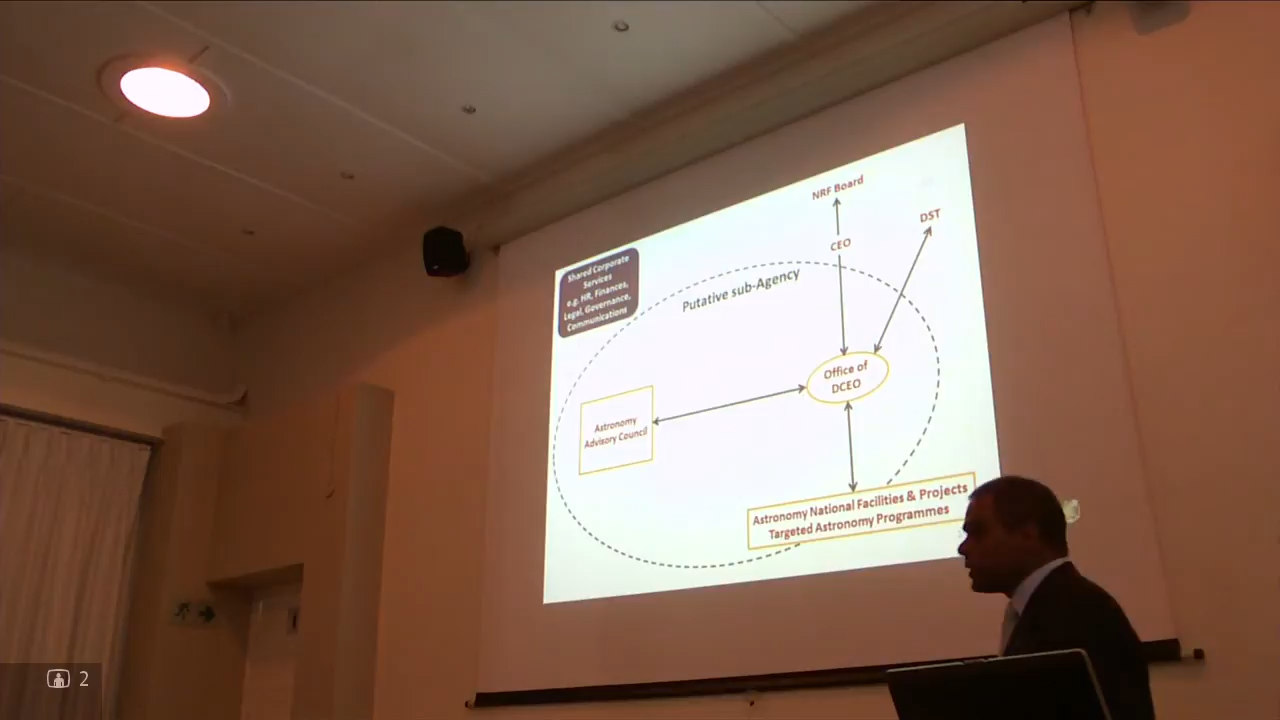 NRF Board
DST
CEO
Shared Corporate
Services
e.g. HR, Finances,
Legal, Governance,
Communications
Putative sub-Agency
Office of
DCEO
Astronomy
Advisory Council
Astronomy National Facilities & Projects
Targeted Astronomy Programmes
2